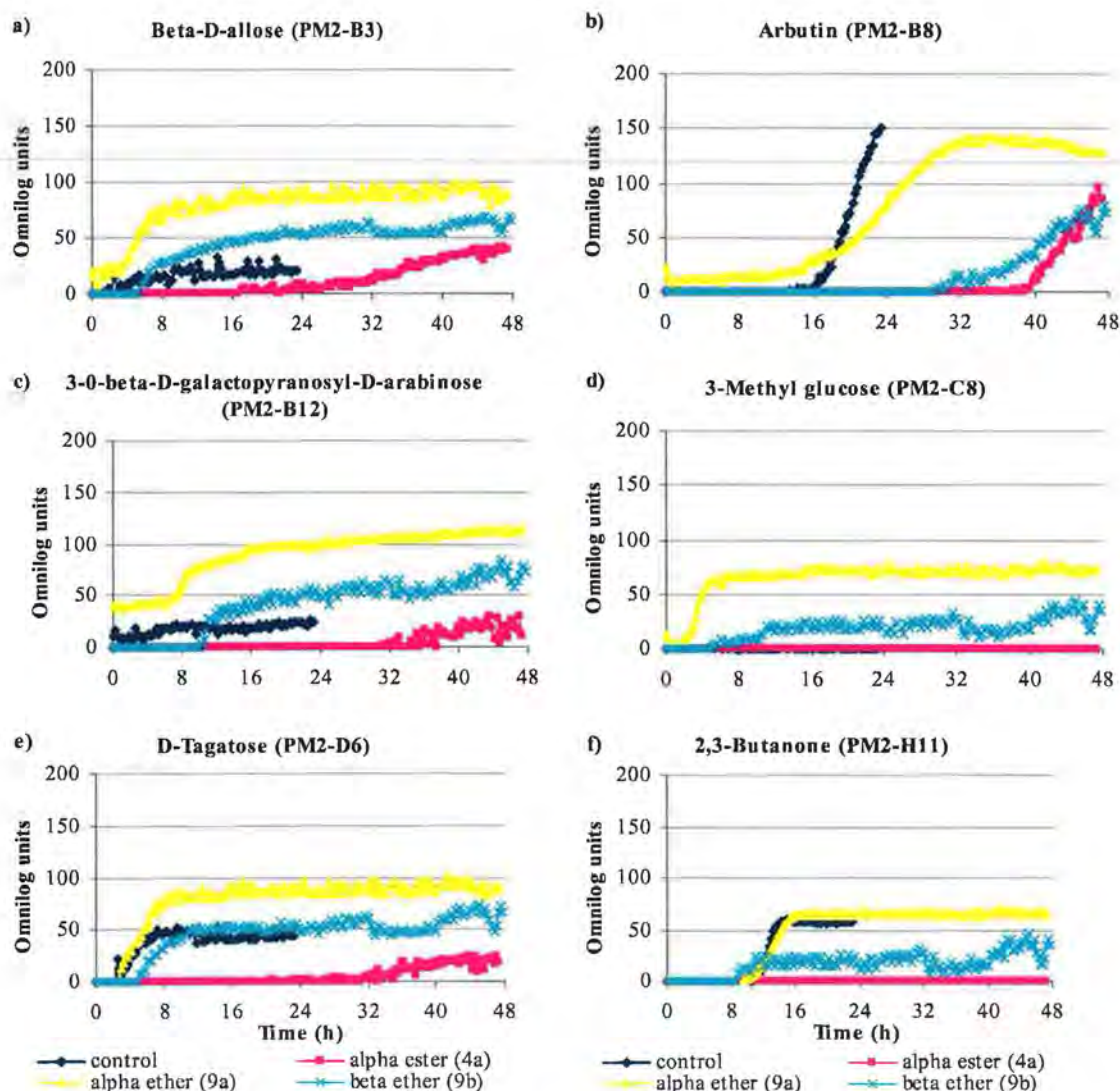 a) Beta-D-allose (PM2-B3)
200
150
100
50
0
Omnilog units
0 8 16 24 32 40 48
b) Arbutin (PM2-B8)
200
150
100
50
0
Omnilog units
0 8 16 24 32 40 48
c) 3-0-beta-D-galactopyranosyl-D-arabinose
(PM2-B12)
200
150
100
50
0
Omnilog units
0 8 16 24 32 40 48
d) 3-Methyl glucose (PM2-C8)
200
150
100
50
0
Omnilog units
0 8 16 24 32 40 48
e) D-Tagatose (PM2-D6)
200
150
100
50
0
Omnilog units
0 8 16 24 32 40 48
Time (h)
f) 2,3-Butanone (PM2-H11)
200
150
100
50
0
Omnilog units
0 8 16 24 32 40 48
Time (h)
control alpha ester (4a)
alpha ether (9a) beta ether (9b)
control alpha ester (4a)
alpha ether (9a) beta ether (9b)